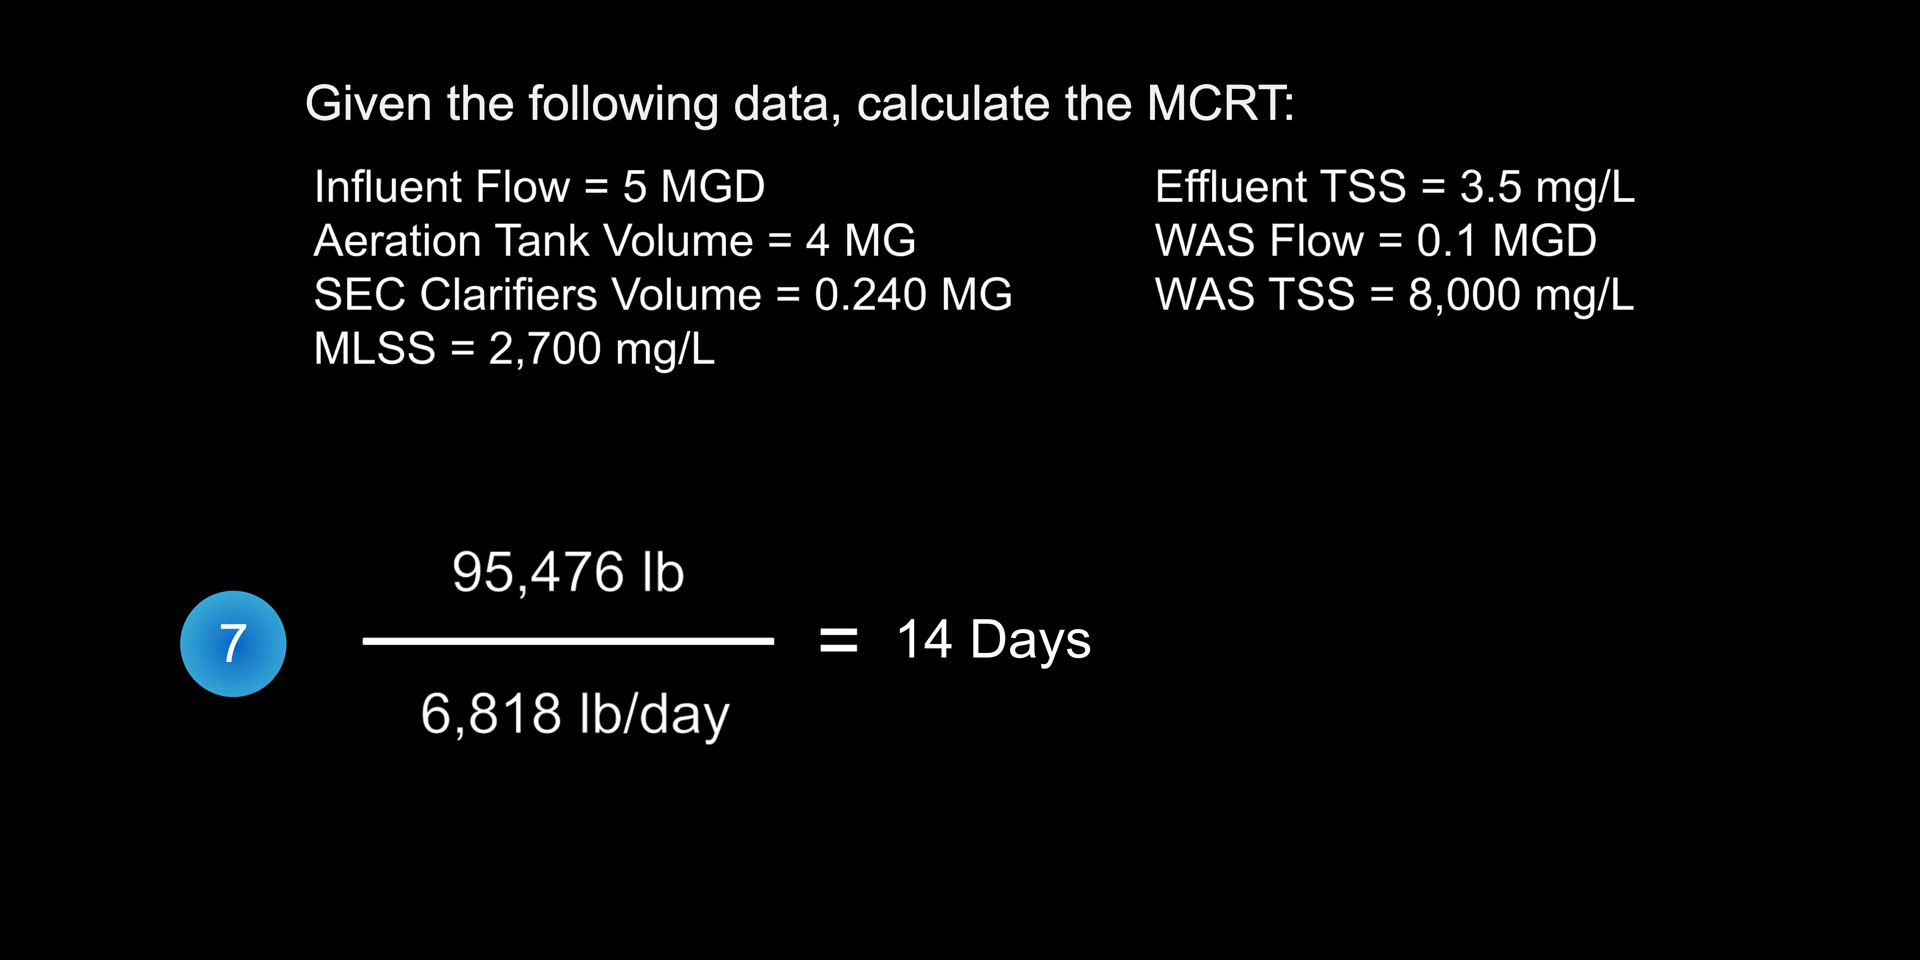 Given the following data, calculate the MCRT:
Influent Flow = 5 MGD
Aeration Tank Volume = 4 MG
SEC Clarifiers Volume = 0.240 MG
MLSS = 2,700 mg/L
Effluent TSS = 3.5 mg/L
WAS Flow = 0.1 MGD
WAS TSS = 8,000 mg/L
7
95,476 lb
6,818 lb/day
= 14 Days